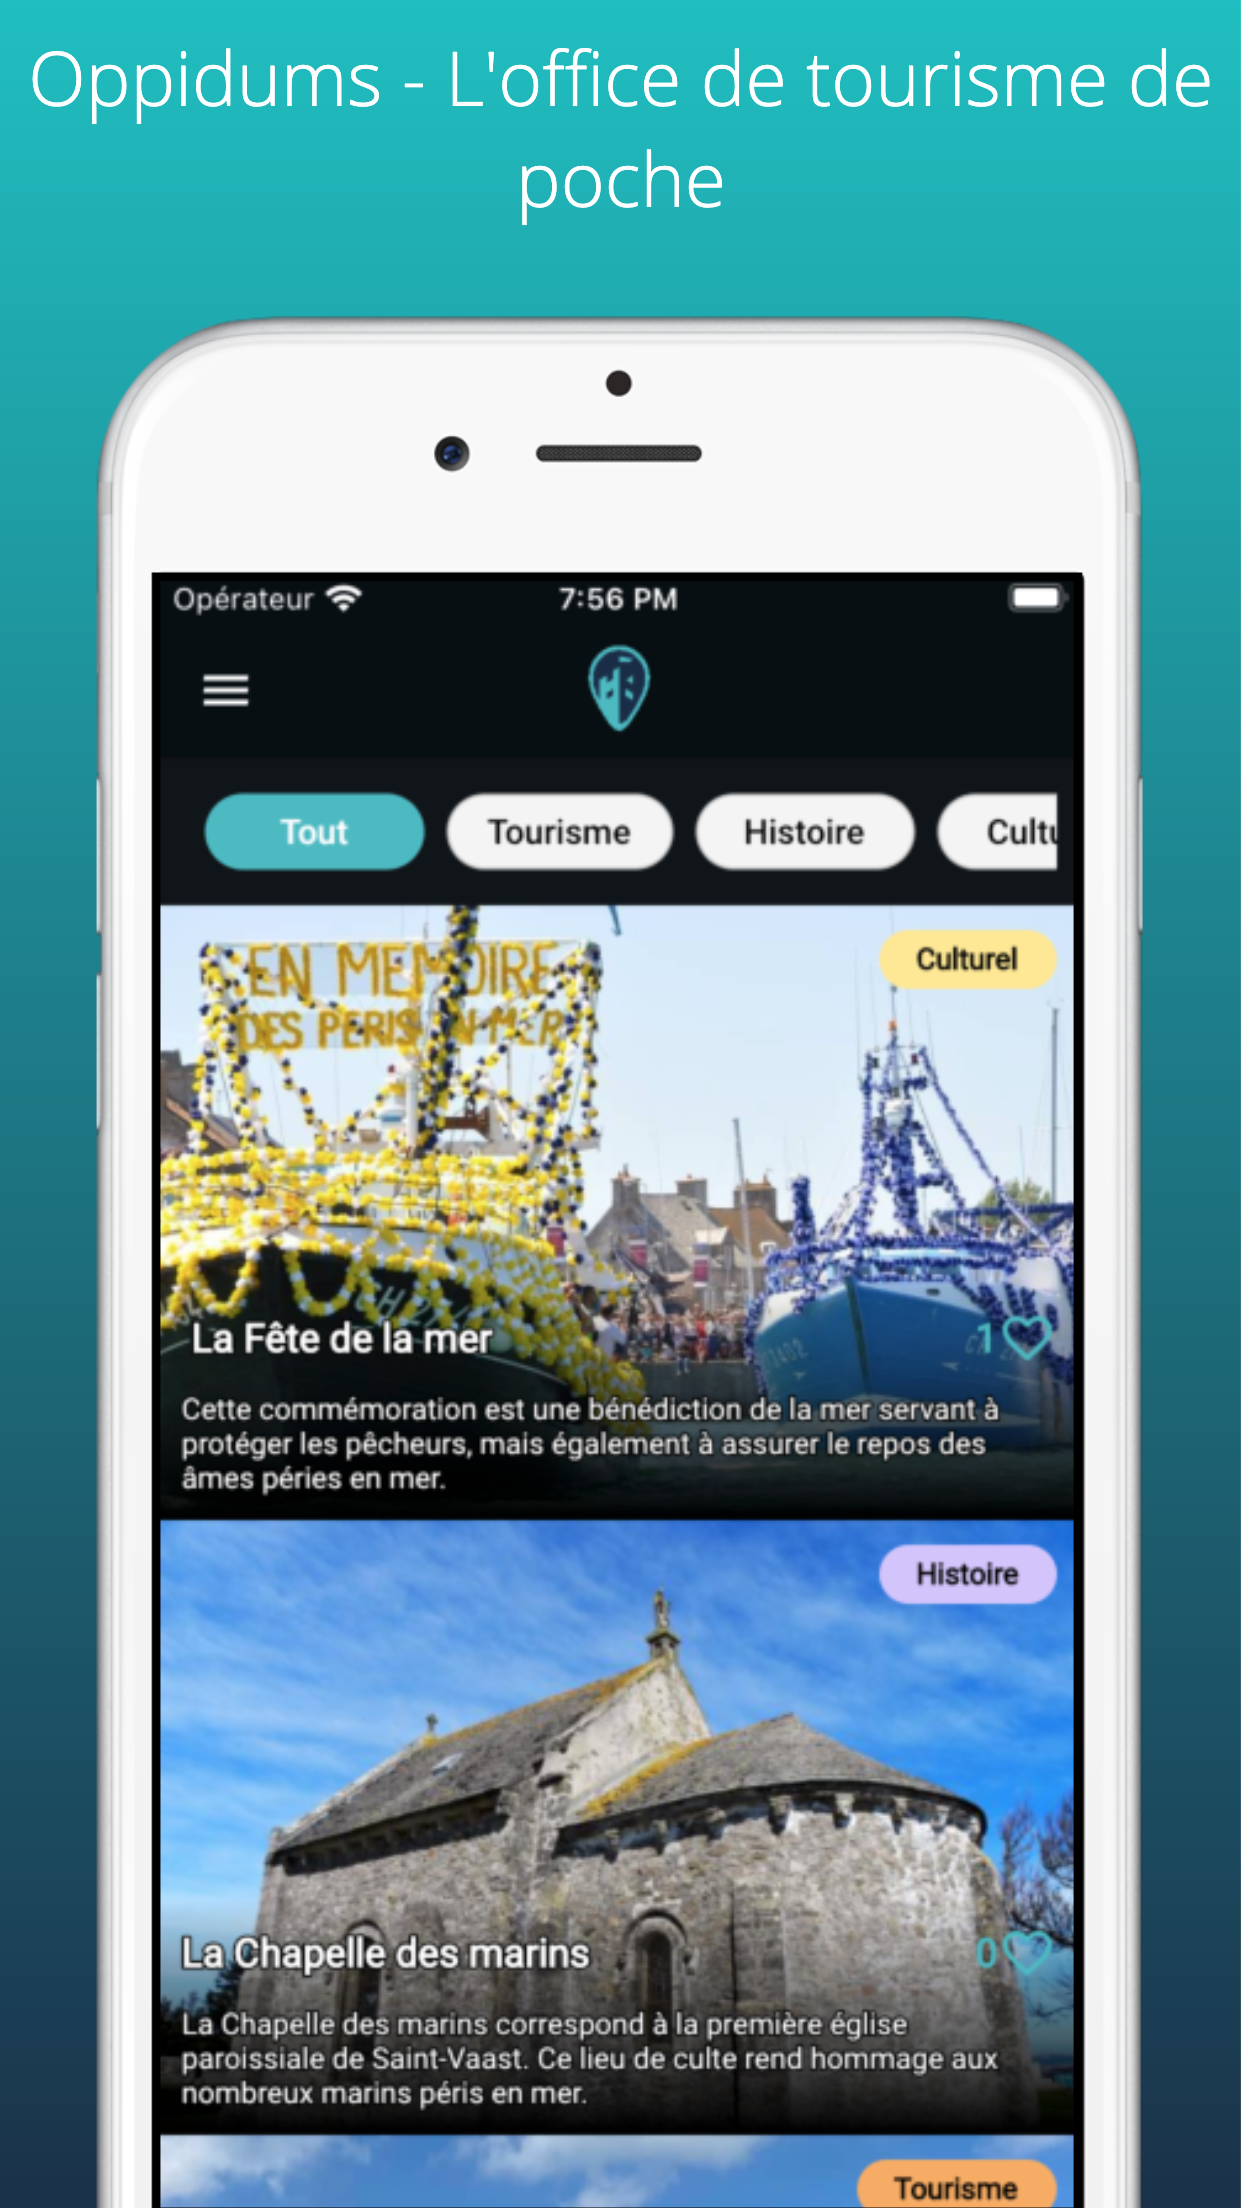 Oppidums - L'office de tourisme de
poche
Opérateur 7:56 PM
Tout Tourisme Histoire Cultu
Culturel
EN MEMOIRE
DES PERIS EN MER
La Fête de la mer 1
Cette commémoration est une bénédiction de la mer servant à
protéger les pêcheurs, mais également à assurer le repos des
âmes péries en mer.
Histoire
La Chapelle des marins 0
La Chapelle des marins correspond à la première église
paroissiale de Saint-Vaast. Ce lieu de culte rend hommage aux
nombreux marins péris en mer.
Tourisme